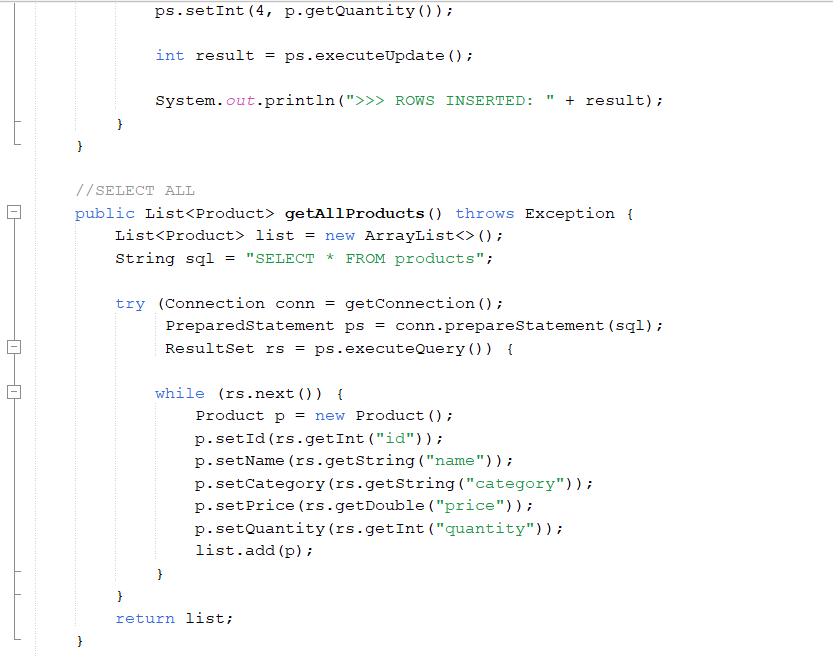 ps.setInt(4, p.getQuantity());
int result = ps.executeUpdate();
System.out.println(">>> ROWS INSERTED: " + result);
}
}
//SELECT ALL
public List<Product> getAllProducts() throws Exception {
List<Product> list = new ArrayList<>();
String sql = "SELECT * FROM products";
try (Connection conn = getConnection();
PreparedStatement ps = conn.prepareStatement(sql);
ResultSet rs = ps.executeQuery()) {
while (rs.next()) {
Product p = new Product();
p.setId(rs.getInt("id"));
p.setName(rs.getString("name"));
p.setCategory(rs.getString("category"));
p.setPrice(rs.getDouble("price"));
p.setQuantity(rs.getInt("quantity"));
list.add(p);
}
}
return list;
}